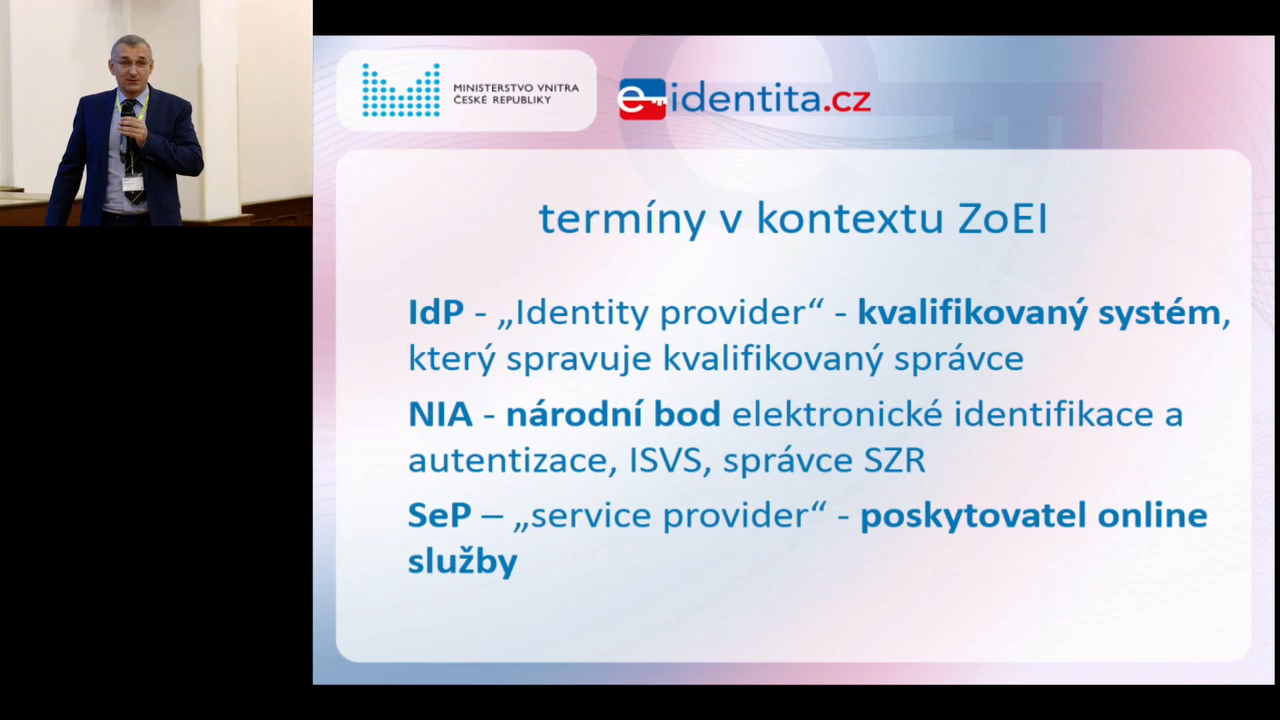 MINISTERSTVO VNITRA
ČESKÉ REPUBLIKY
e-identita.cz
termíny v kontextu ZoEI
IdP - „Identity provider“ - kvalifikovaný systém,
který spravuje kvalifikovaný správce
NIA - národní bod elektronické identifikace a
autentizace, ISVS, správce SZR
SeP – „service provider“ - poskytovatel online
služby